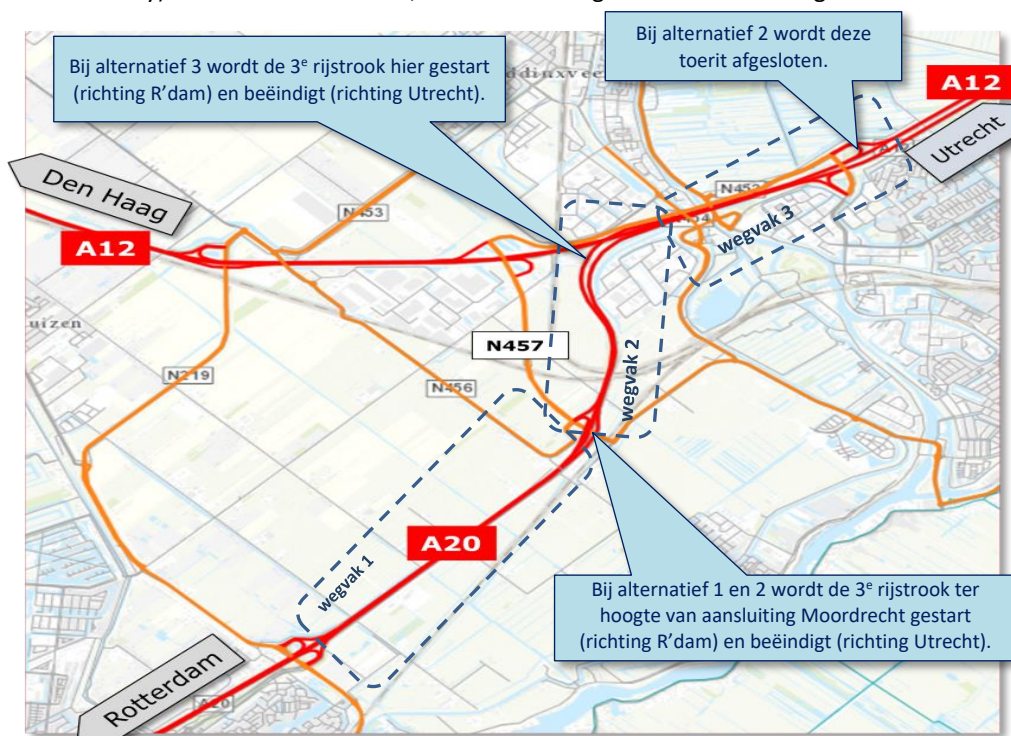 Bij alternatief 2 wordt deze
toerit afgesloten.
Bij alternatief 3 wordt de 3e rijstrook hier gestart
(richting R’dam) en beëindigt (richting Utrecht).
ddinxvee
A12
Utrecht
Den Haag
N453
A12
wegvak 3
uizen
N457
wegvak 2
N219
N456
A20
wegvak 1
Bij alternatief 1 en 2 wordt de 3e rijstrook ter
hoogte van aansluiting Moordrecht gestart
(richting R’dam) en beëindigt (richting Utrecht).
Rotterdam
A20